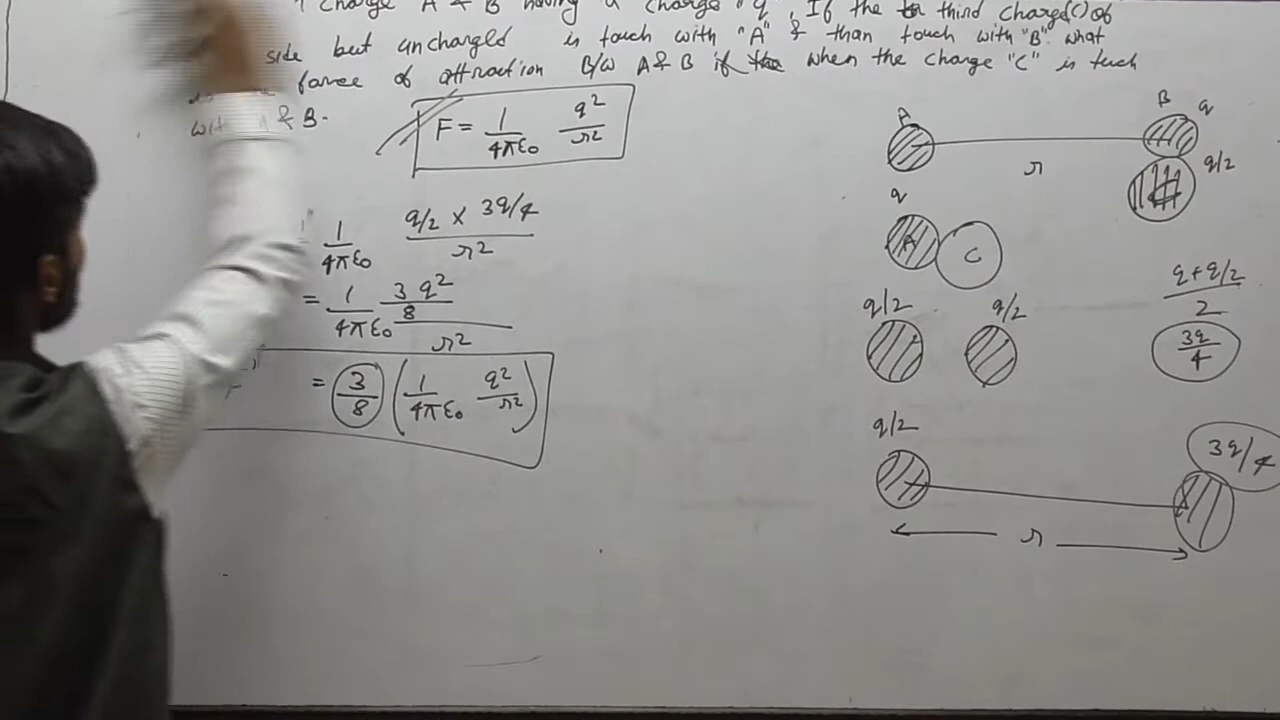 charge A & B having a charge "q", If the third charge(C) of
side but uncharged is touch with "A" & than touch with "B". what
force of attraction B/W A & B if the when the charge "C" is tuch
with A & B.
F = 1/4πε₀ q²/r²
1/4πε₀ q/2 × 3q/4 / r²
= 1/4πε₀ 3/8 q² / r²
= 3/8 (1/4πε₀ q²/r²)
A
B q
r
q/2
q
A C
q/2 q/2
q+q/2 / 2
3q/4
q/2
3q/4
r